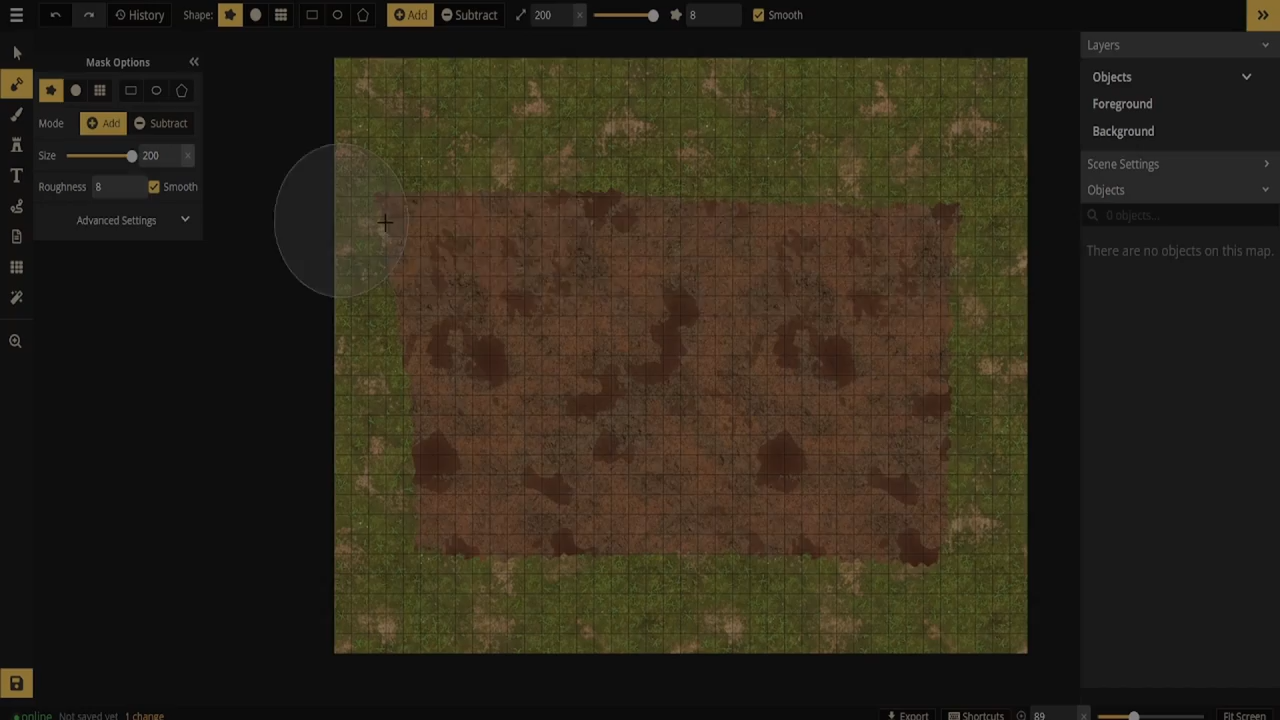 History Shape: Add Subtract 200 × 8 Smooth
Mask Options
Mode Add Subtract
Size 200 ×
Roughness 8 Smooth
Advanced Settings
Layers
Objects
Foreground
Background
Scene Settings
Objects
0 objects...
There are no objects on this map.
online Not saved yet 1 change Export Shortcuts 89 × Fit Screen